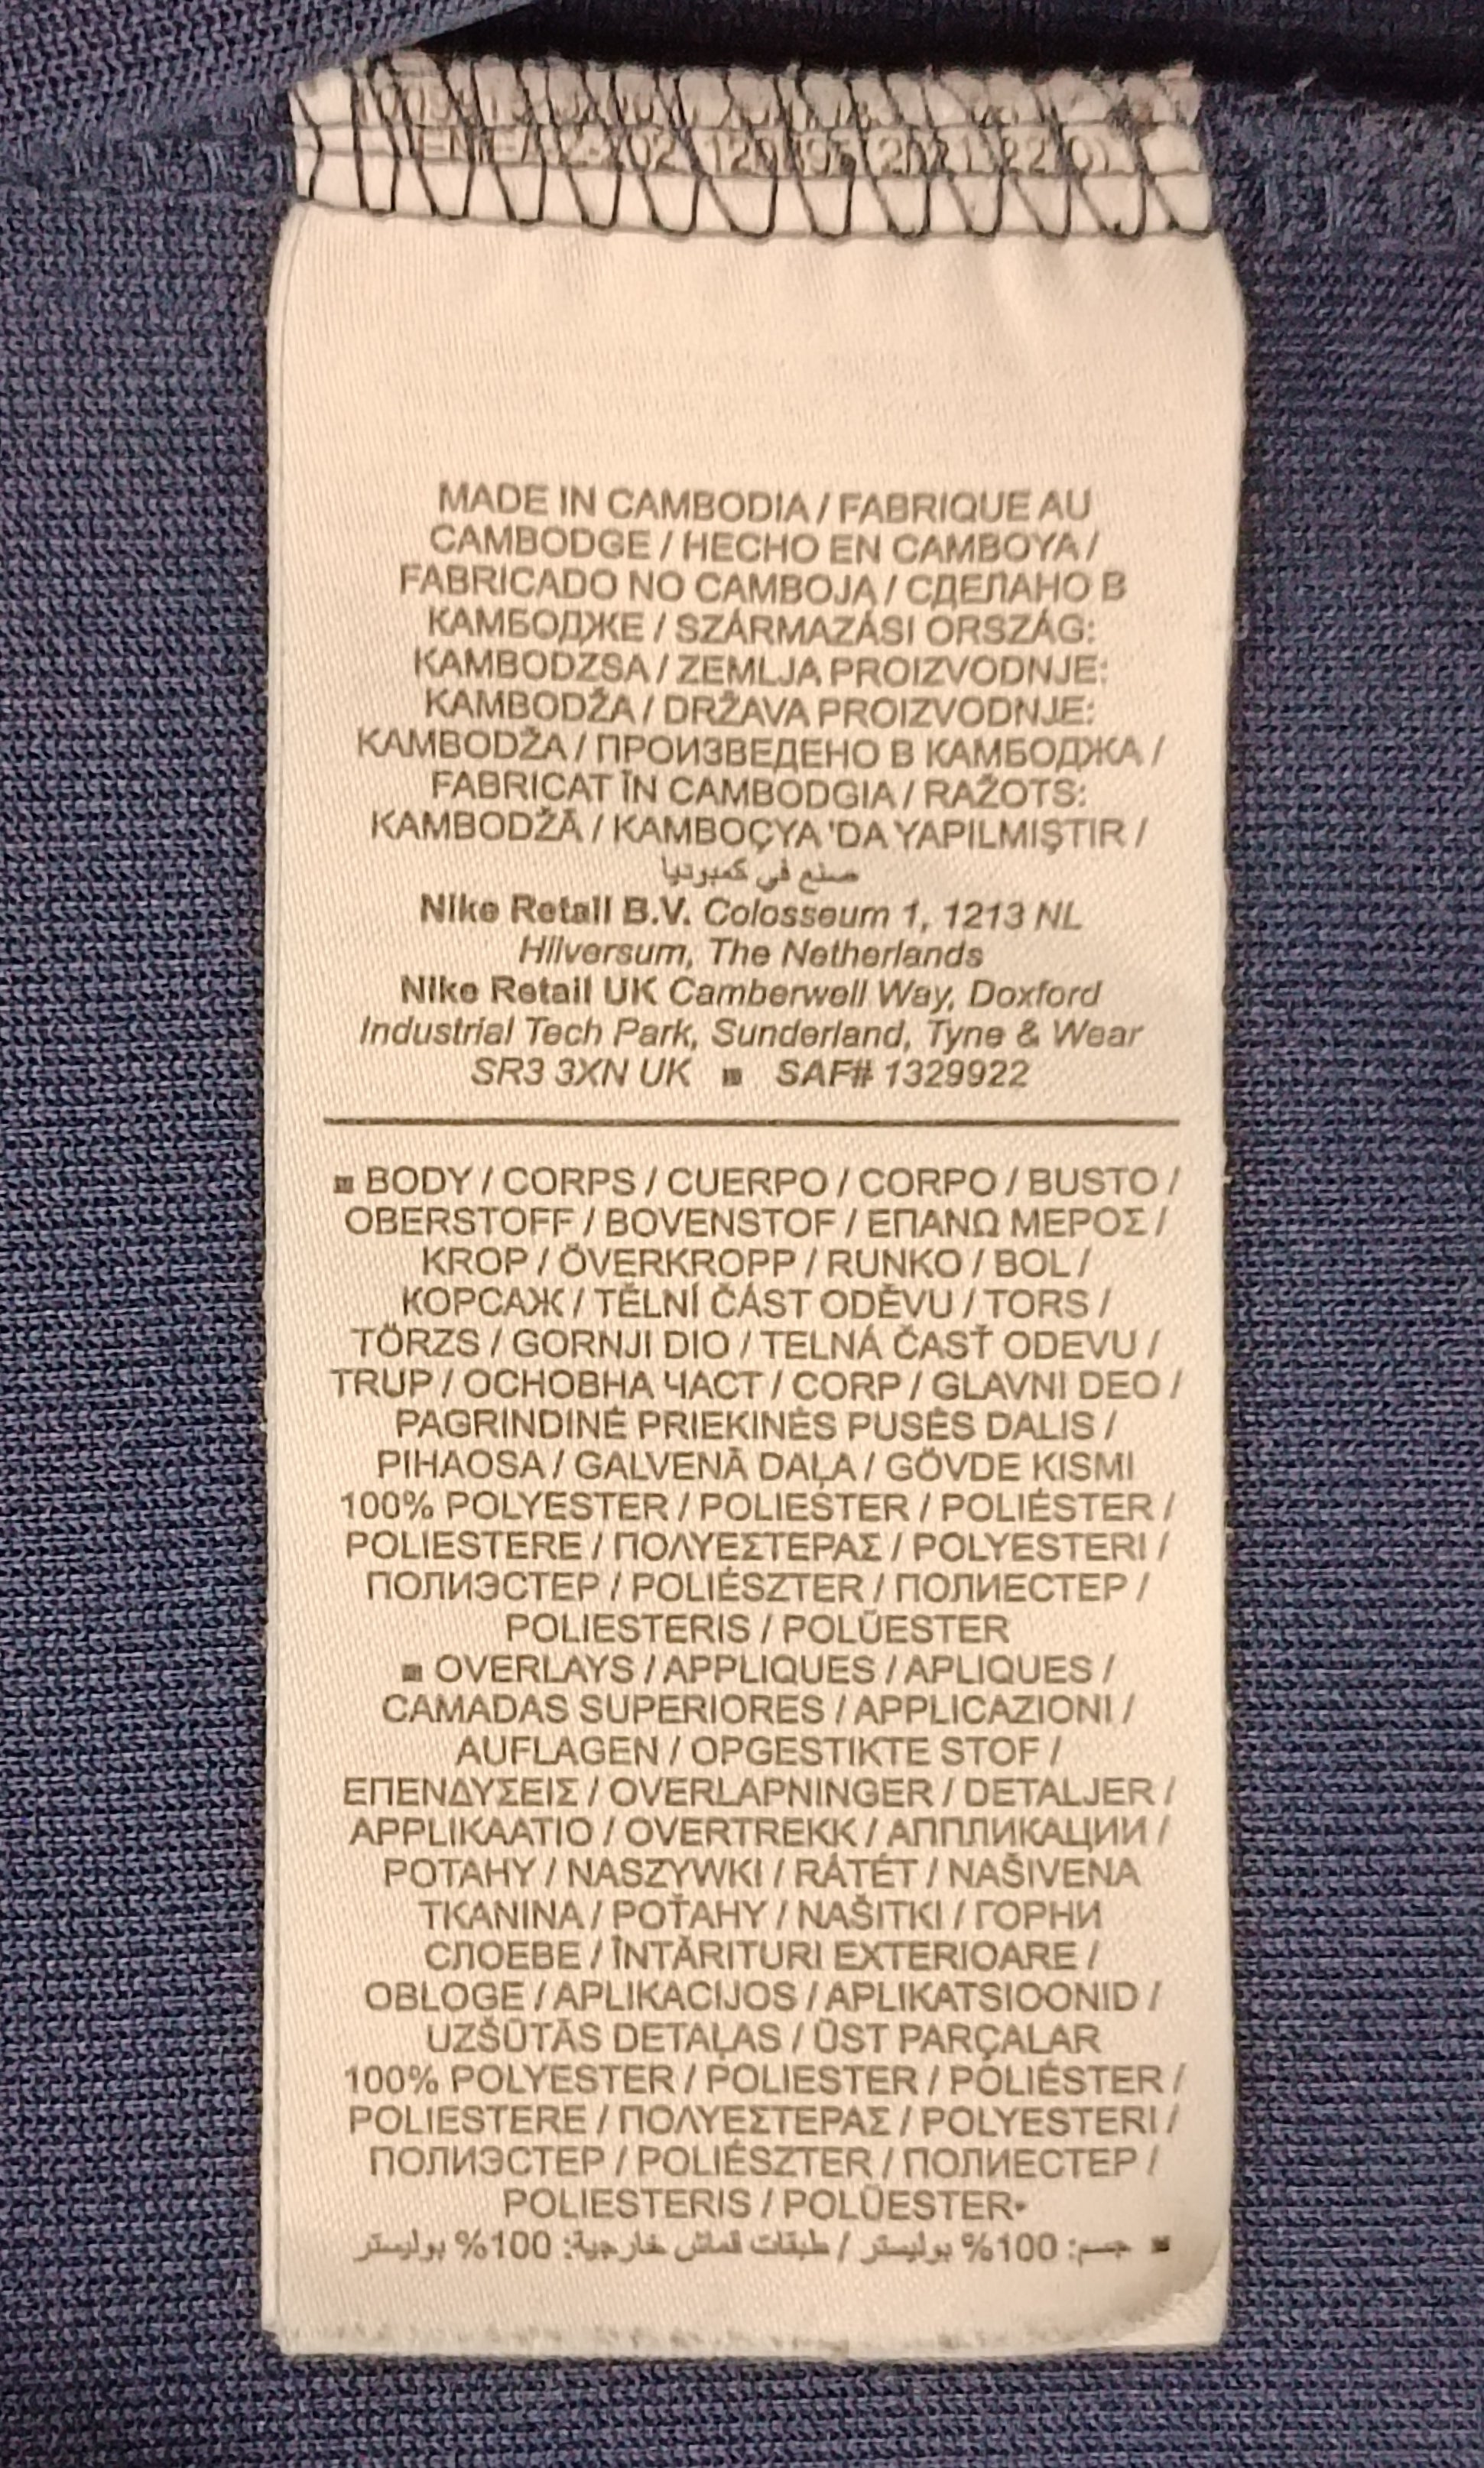 MADE IN CAMBODIA / FABRIQUE AU
CAMBODGE / HECHO EN CAMBOYA /
FABRICADO NO CAMBOJA / СДЕЛАНО В
КАМБОДЖЕ / SZÁRMAZÁSI ORSZÁG:
KAMBODZSA / ZEMLJA PROIZVODNJE:
KAMBODŽA / DRŽAVA PROIZVODNJE:
KAMBODŽA / ПРОИЗВЕДЕНО В КАМБОДЖА /
FABRICAT ÎN CAMBODGIA / RAŽOTS:
KAMBODŽĀ / KAMBOÇYA 'DA YAPILMIŞTIR /
صنع في كمبوديا
Nike Retail B.V. Colosseum 1, 1213 NL
Hilversum, The Netherlands
Nike Retail UK Camberwell Way, Doxford
Industrial Tech Park, Sunderland, Tyne & Wear
SR3 3XN UK ■ SAF# 1329922
■ BODY / CORPS / CUERPO / CORPO / BUSTO /
OBERSTOFF / BOVENSTOF / ΕΠΑΝΩ ΜΕΡΟΣ /
KROP / ÖVERKROPP / RUNKO / BOL /
КОРСАЖ / TĚLNÍ ČÁST ODĚVU / TORS /
TÖRZS / GORNJI DIO / TELNÁ ČASŤ ODEVU /
TRUP / ОСНОВНА ЧАСТ / CORP / GLAVNI DEO /
PAGRINDINĖ PRIEKINĖS PUSĖS DALIS /
PIHAOSA / GALVENĀ DAĻA / GÖVDE KISMI
100% POLYESTER / POLIESTER / POLIÉSTER /
POLIESTERE / ΠΟΛΥΕΣΤΕΡΑΣ / POLYESTERI /
ПОЛИЭСТЕР / POLIÉSZTER / ПОЛИЕСТЕР /
POLIESTERIS / POLÜESTER
■ OVERLAYS / APPLIQUES / APLIQUES /
CAMADAS SUPERIORES / APPLICAZIONI /
AUFLAGEN / OPGESTIKTE STOF /
ΕΠΕΝΔΥΣΕΙΣ / OVERLAPNINGER / DETALJER /
APPLIKAATIO / OVERTREKK / АППЛИКАЦИИ /
POTAHY / NASZYWKI / RÁTÉT / NAŠIVENA
TKANINA / POŤAHY / NAŠITKI / ГОРНИ
СЛОЕВЕ / ÎNTĂRITURI EXTERIOARE /
OBLOGE / APLIKACIJOS / APLIKATSIOONID /
UZŠŪTĀS DETAĻAS / ÜST PARÇALAR
100% POLYESTER / POLIESTER / POLIÉSTER /
POLIESTERE / ΠΟΛΥΕΣΤΕΡΑΣ / POLYESTERI /
ПОЛИЭСТЕР / POLIÉSZTER / ПОЛИЕСТЕР /
POLIESTERIS / POLÜESTER•
■ جسم: 100% بوليستر / طبقات قماش خارجية: 100% بوليستر